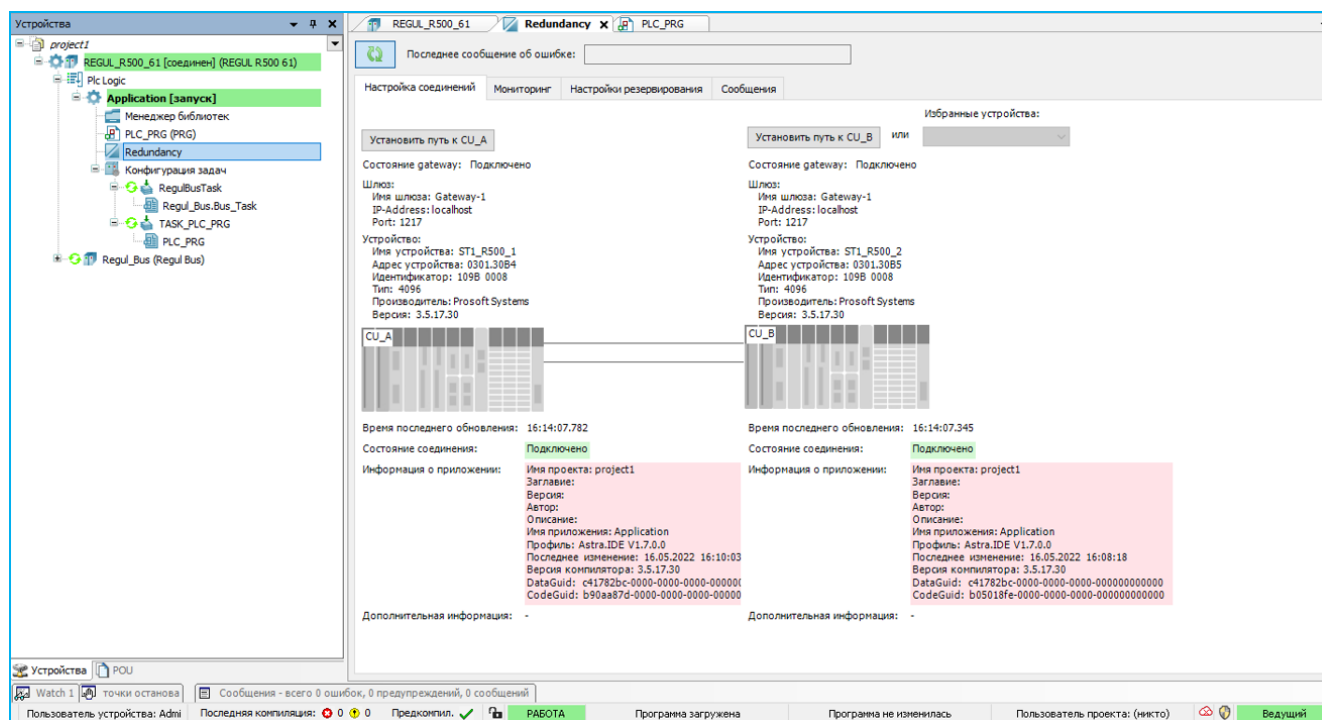 Устройства
project1
REGUL_R500_61 [соединен] (REGUL R500 61)
Plc Logic
Application [запуск]
Менеджер библиотек
PLC_PRG (PRG)
Redundancy
Конфигурация задач
RegulBusTask
Regul_Bus.Bus_Task
TASK_PLC_PRG
PLC_PRG
Regul_Bus (Regul Bus)
Устройства POU
REGUL_R500_61 Redundancy PLC_PRG
Последнее сообщение об ошибке:
Настройка соединений Мониторинг Настройки резервирования Сообщения
Установить путь к CU_A
Состояние gateway: Подключено
Шлюз:
Имя шлюза: Gateway-1
IP-Address: localhost
Port: 1217
Устройство:
Имя устройства: ST1_R500_1
Адрес устройства: 0301.30B4
Идентификатор: 109B 0008
Тип: 4096
Производитель: Prosoft Systems
Версия: 3.5.17.30
CU_A
Время последнего обновления: 16:14:07.782
Состояние соединения: Подключено
Информация о приложении: Имя проекта: project1
Заглавие:
Версия:
Автор:
Описание:
Имя приложения: Application
Профиль: Astra.IDE V1.7.0.0
Последнее изменение: 16.05.2022 16:10:03
Версия компилятора: 3.5.17.30
DataGuid: c41782bc-0000-0000-0000-00000
CodeGuid: b90aa87d-0000-0000-0000-00000
Дополнительная информация: -
Избранные устройства:
Установить путь к CU_B или
Состояние gateway: Подключено
Шлюз:
Имя шлюза: Gateway-1
IP-Address: localhost
Port: 1217
Устройство:
Имя устройства: ST1_R500_2
Адрес устройства: 0301.30B5
Идентификатор: 109B 0008
Тип: 4096
Производитель: Prosoft Systems
Версия: 3.5.17.30
CU_B
Время последнего обновления: 16:14:07.345
Состояние соединения: Подключено
Информация о приложении: Имя проекта: project1
Заглавие:
Версия:
Автор:
Описание:
Имя приложения: Application
Профиль: Astra.IDE V1.7.0.0
Последнее изменение: 16.05.2022 16:08:18
Версия компилятора: 3.5.17.30
DataGuid: c41782bc-0000-0000-0000-000000000000
CodeGuid: b05018fe-0000-0000-0000-000000000000
Дополнительная информация: -
Watch 1 точки останова Сообщения - всего 0 ошибок, 0 предупреждений, 0 сообщений
Пользователь устройства: Admi Последняя компиляция: 0 0 Предкомпил. РАБОТА Программа загружена Программа не изменилась Пользователь проекта: (никто) Ведущий